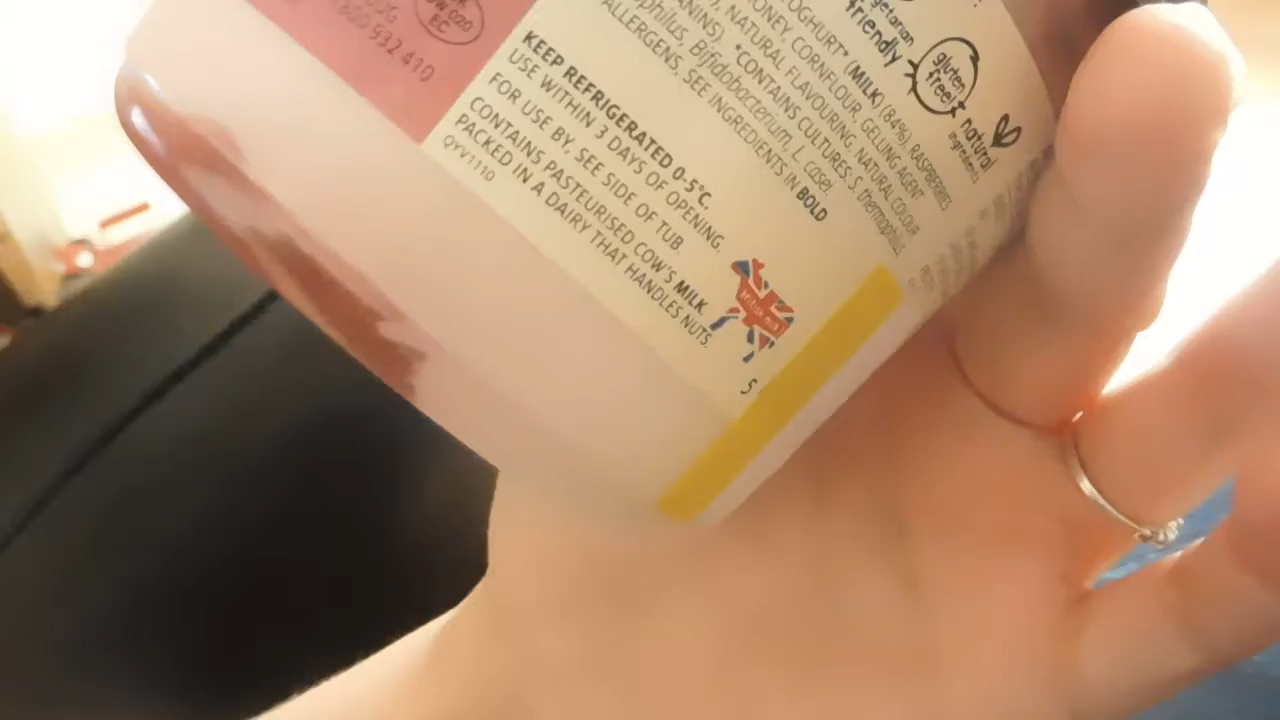 EC
0800 932 410
YOGHURT* (MILK) (84%), RASPBERRIES
HONEY, CORNFLOUR, GELLING AGENT
NATURAL FLAVOURING, NATURAL COLOUR
*CONTAINS CULTURES: S. thermophilus
Bifidobacterium, L. casei.
ALLERGENS, SEE INGREDIENTS IN BOLD
KEEP REFRIGERATED 0-5°C.
USE WITHIN 3 DAYS OF OPENING.
FOR USE BY, SEE SIDE OF TUB.
CONTAINS PASTEURISED COW'S MILK.
PACKED IN A DAIRY THAT HANDLES NUTS.
QYV1110
friendly
gluten
free!
natural
ingredients
5